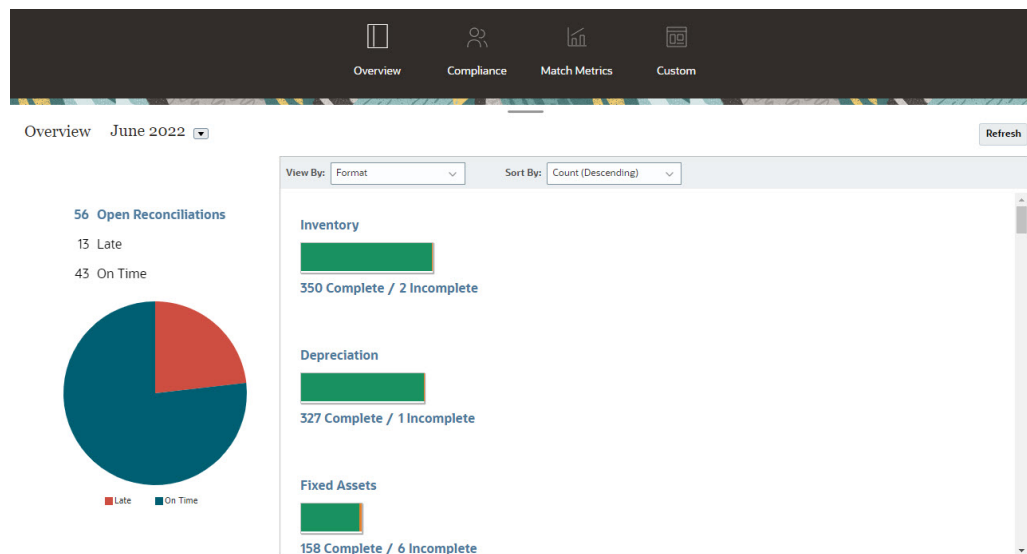 Overview Compliance Match Metrics Custom
Overview June 2022
Refresh
View By: Format Sort By: Count (Descending)
56 Open Reconciliations
13 Late
43 On Time
Late On Time
Inventory
350 Complete / 2 Incomplete
Depreciation
327 Complete / 1 Incomplete
Fixed Assets
158 Complete / 6 Incomplete